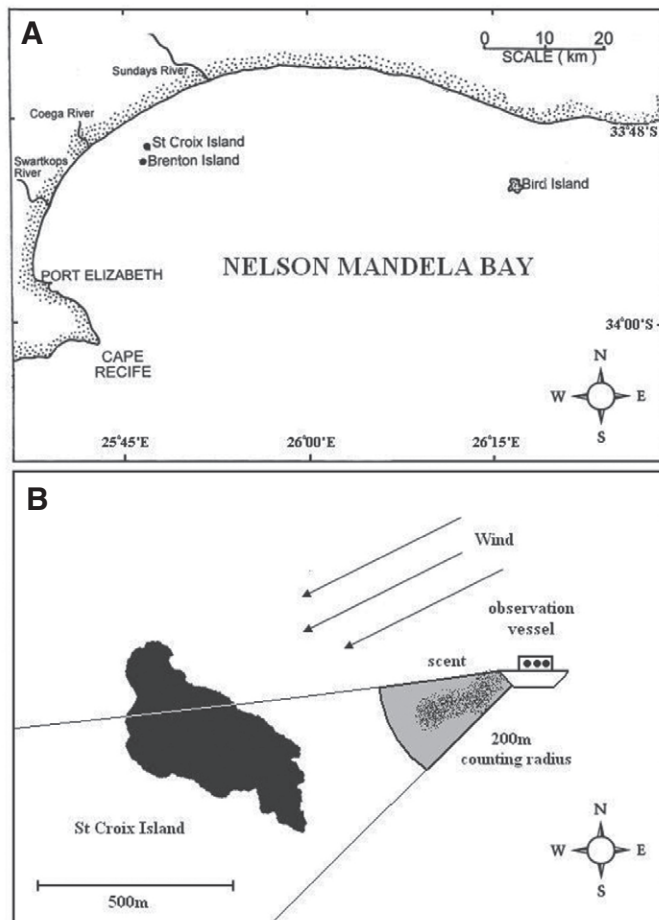 A
0 10 20
SCALE ( km )
Sundays River
Coega River
St Croix Island
Brenton Island
33°48'S
Swartkops
River
Bird Island
NELSON MANDELA BAY
PORT ELIZABETH
34°00'S
CAPE
RECIFE
N
W E
S
25°45'E 26°00'E 26°15'E
B
Wind
observation
vessel
scent
200m
counting radius
St Croix Island
N
W E
S
500m